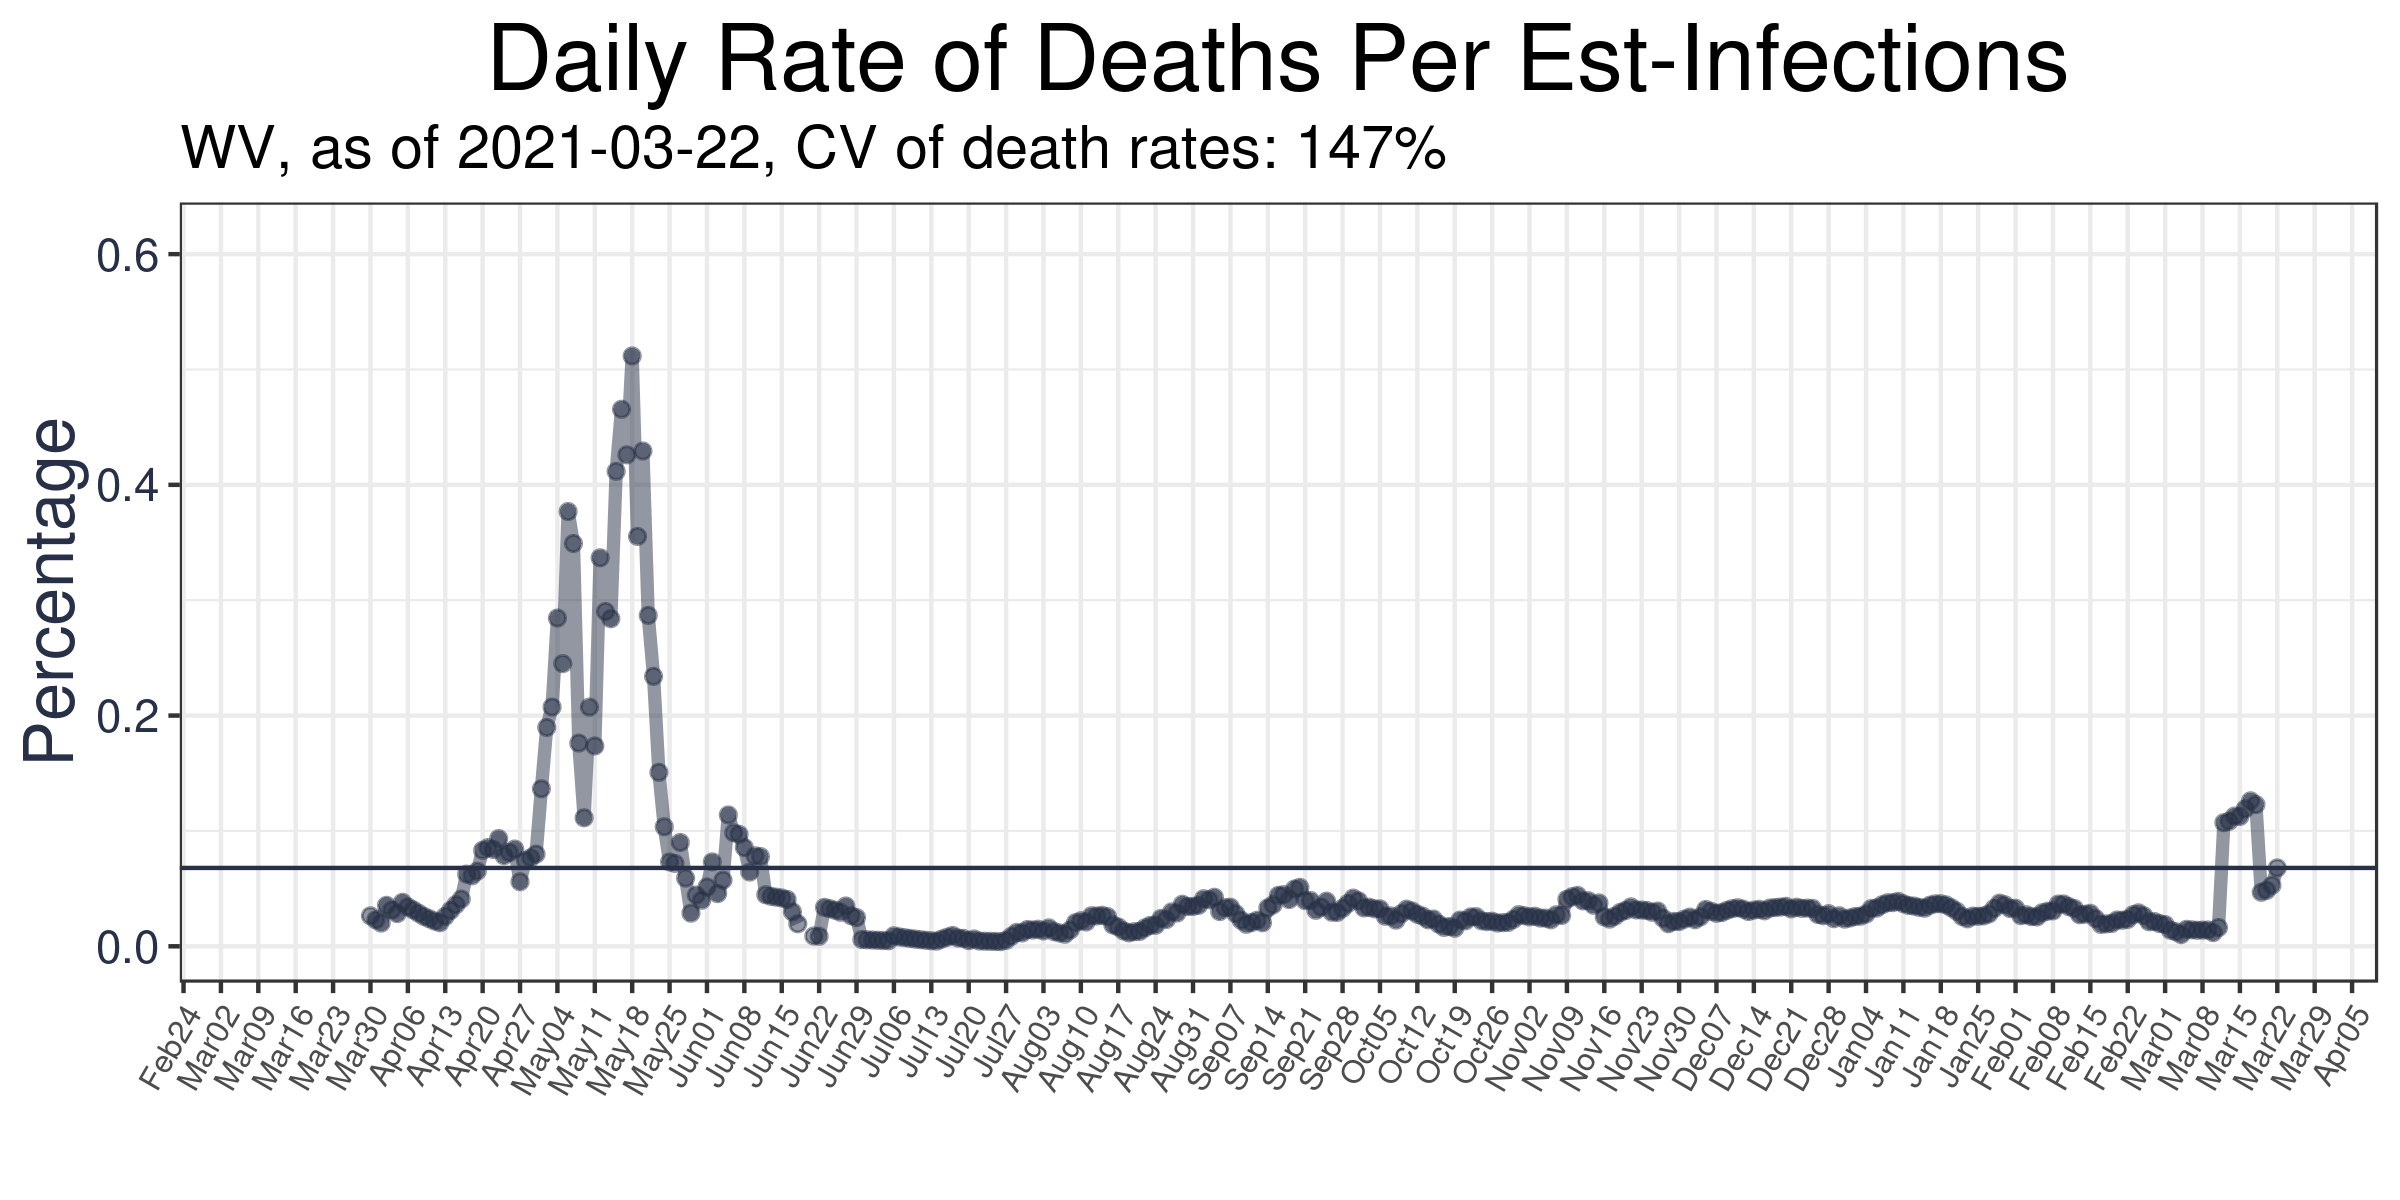 Daily Rate of Deaths Per Est-Infections
WV, as of 2021-03-22, CV of death rates: 147%
Percentage
0.6
0.4
0.2
0.0
Feb24 Mar02 Mar09 Mar16 Mar23 Mar30 Apr06 Apr13 Apr20 Apr27 May04 May11 May18 May25 Jun01 Jun08 Jun15 Jun22 Jun29 Jul06 Jul13 Jul20 Jul27 Aug03 Aug10 Aug17 Aug24 Aug31 Sep07 Sep14 Sep21 Sep28 Oct05 Oct12 Oct19 Oct26 Nov02 Nov09 Nov16 Nov23 Nov30 Dec07 Dec14 Dec21 Dec28 Jan04 Jan11 Jan18 Jan25 Feb01 Feb08 Feb15 Feb22 Mar01 Mar08 Mar15 Mar22 Mar29 Apr05